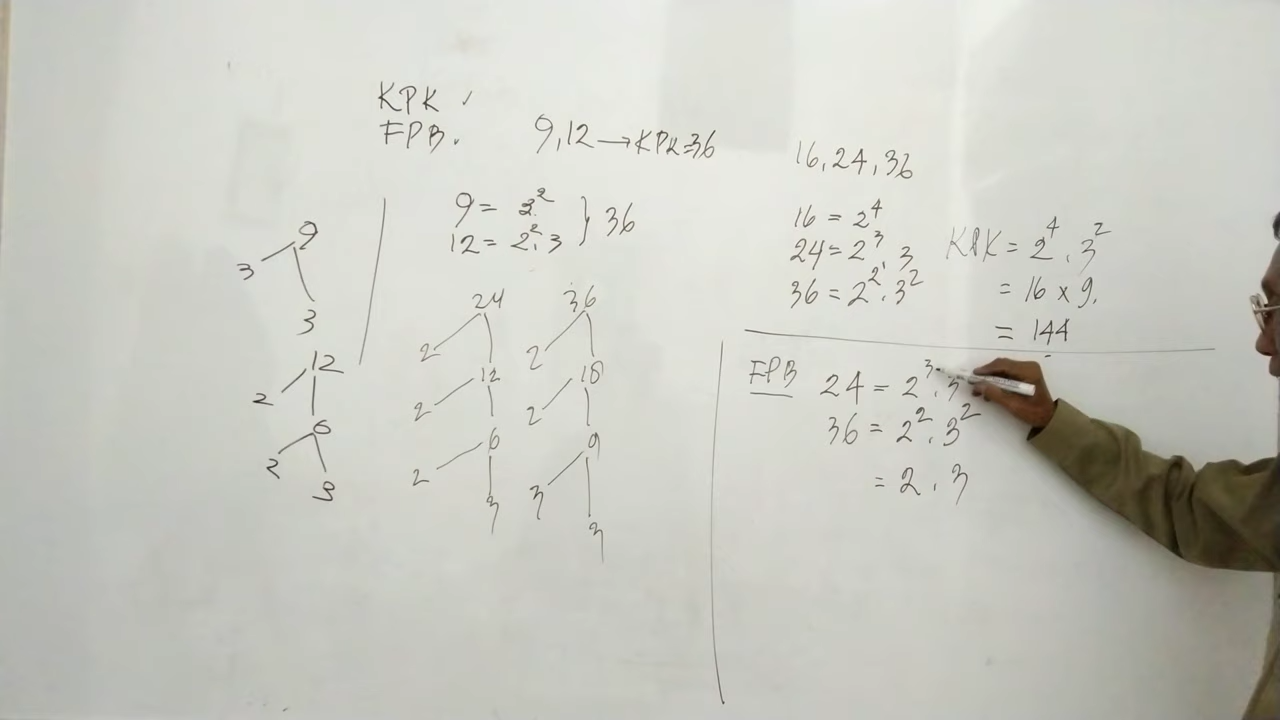 KPK
FPB.
9,12 → KPK=36
9 = 3²
12 = 2².3 } 36
9
3
3
12
2
6
2
3
24
2
12
2
6
2
3
36
2
18
2
9
3
3
16,24,36
16 = 2⁴
24 = 2³.3
36 = 2².3²
KPK = 2⁴.3²
= 16 x 9.
= 144
FPB
24 = 2³.3
36 = 2².3²
= 2.3